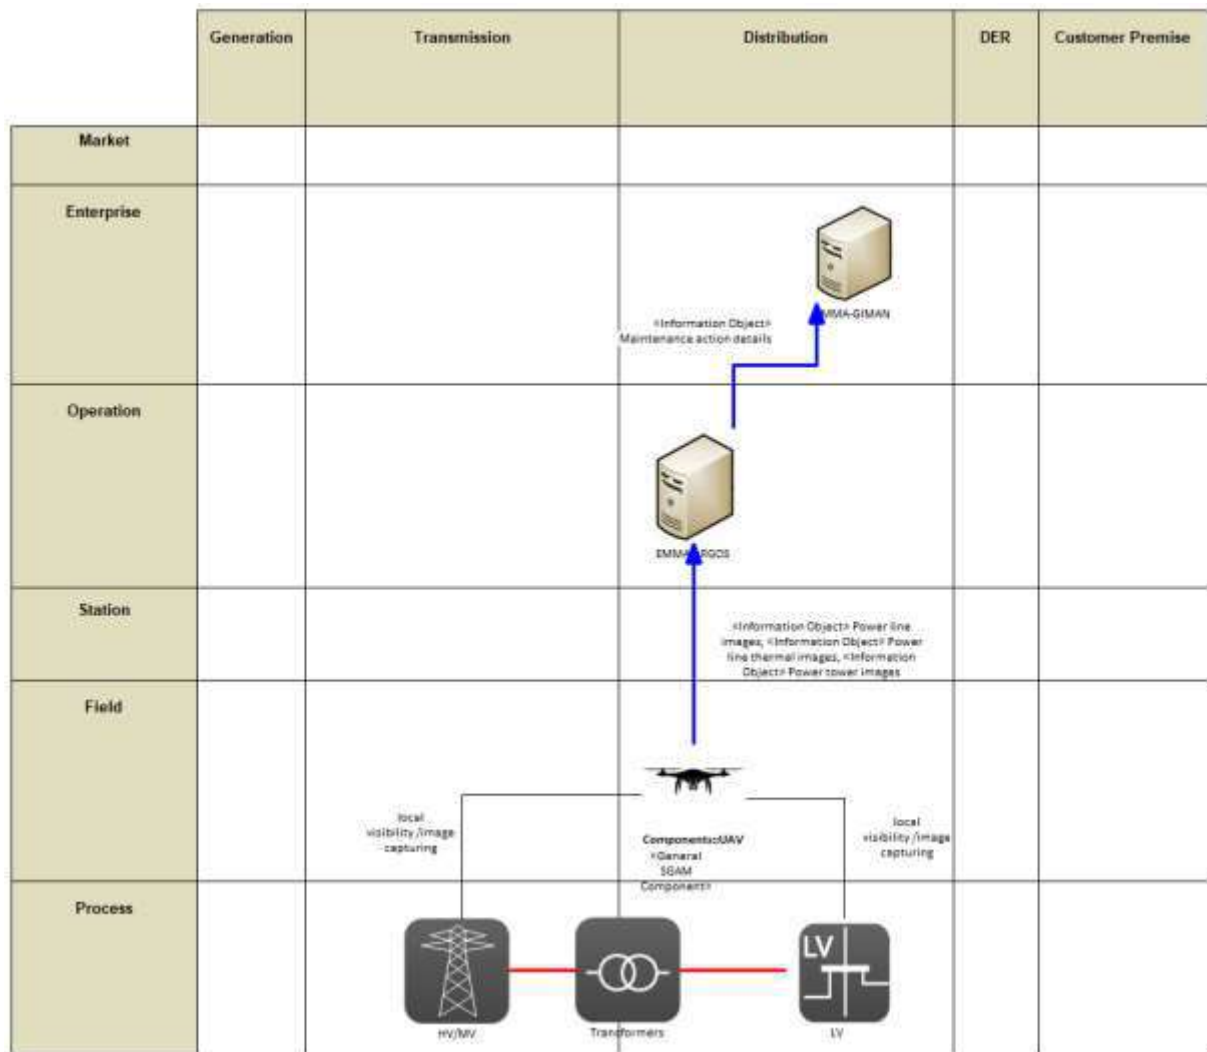 Generation Transmission Distribution DER Customer Premise
Market
Enterprise
MMA-GIMAN
<Information Object>
Maintenance action details
Operation
EMMA-ARGOS
Station
<Information Object> Power line
images, <Information Object> Power
line thermal images, <Information
Object> Power tower images
Field
local
visibility /image
capturing
Components::UAV
<General
SGAM
Component>
local
visibility /image
capturing
Process
LV
HV/MV
Transformers
LV